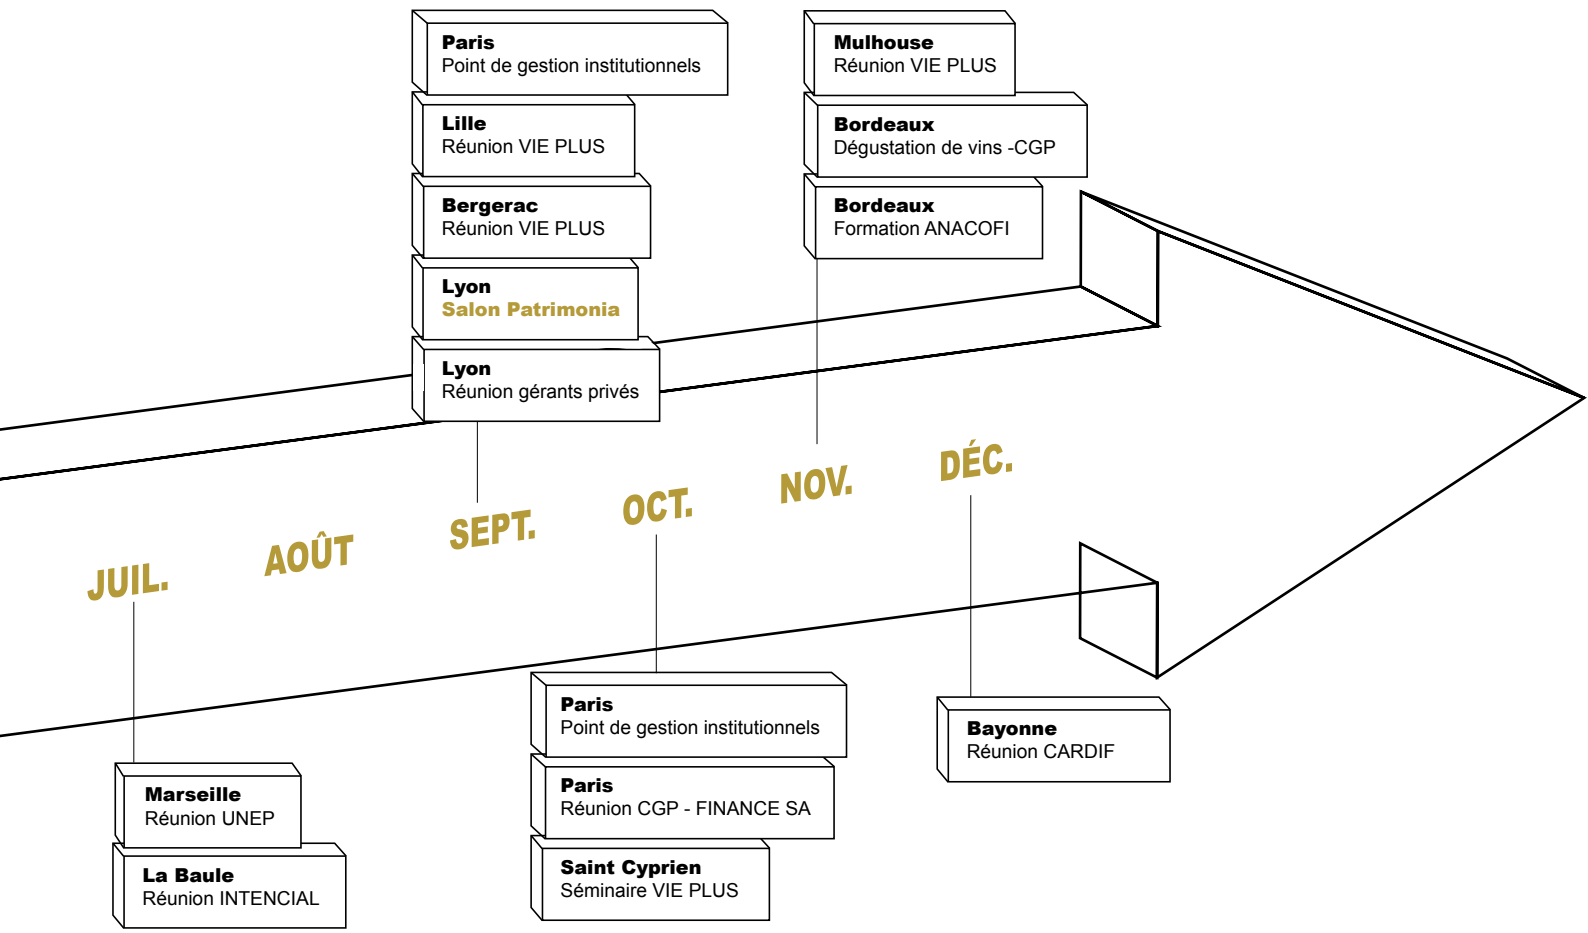 Paris
Point de gestion institutionnels
Lille
Réunion VIE PLUS
Bergerac
Réunion VIE PLUS
Lyon
Salon Patrimonia
Lyon
Réunion gérants privés
Mulhouse
Réunion VIE PLUS
Bordeaux
Dégustation de vins -CGP
Bordeaux
Formation ANACOFI
JUIL.
AOÛT
SEPT.
OCT.
NOV.
DÉC.
Marseille
Réunion UNEP
La Baule
Réunion INTENCIAL
Paris
Point de gestion institutionnels
Paris
Réunion CGP - FINANCE SA
Saint Cyprien
Séminaire VIE PLUS
Bayonne
Réunion CARDIF